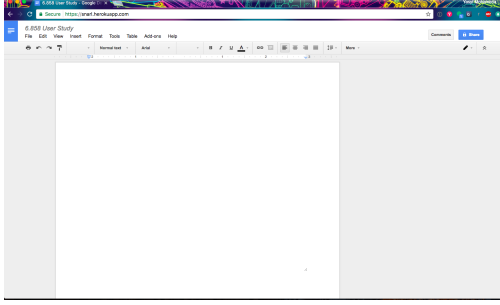 6.858 User Study - Google D
Secure https://snarl.herokuapp.com
6.858 User Study
File Edit View Insert Format Tools Table Add-ons Help
Comments Share
Normal text Arial B I U A More